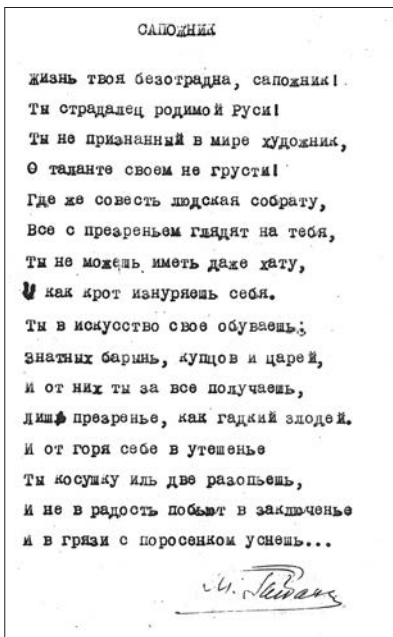 САПОЖНИК
Жизнь твоя безотрадна, сапожник!
Ты страдалец родимой Руси!
Ты не признанный в мире художник,
О таланте своем не грусти!
Где же совесть людская собрату,
Все с презреньем глядят на тебя,
Ты не можешь иметь даже хату,
И как крот изнуряешь себя.
Ты в искусство свое обуваешь;
Знатных барынь, купцов и царей,
И от них ты за все получаешь,
Лишь презренье, как гадкий злодей.
И от горя себе в утешенье
Ты косушку иль две разопьешь,
И не в радость побьют в заключенье
И в грязи с поросенком уснешь...
М.